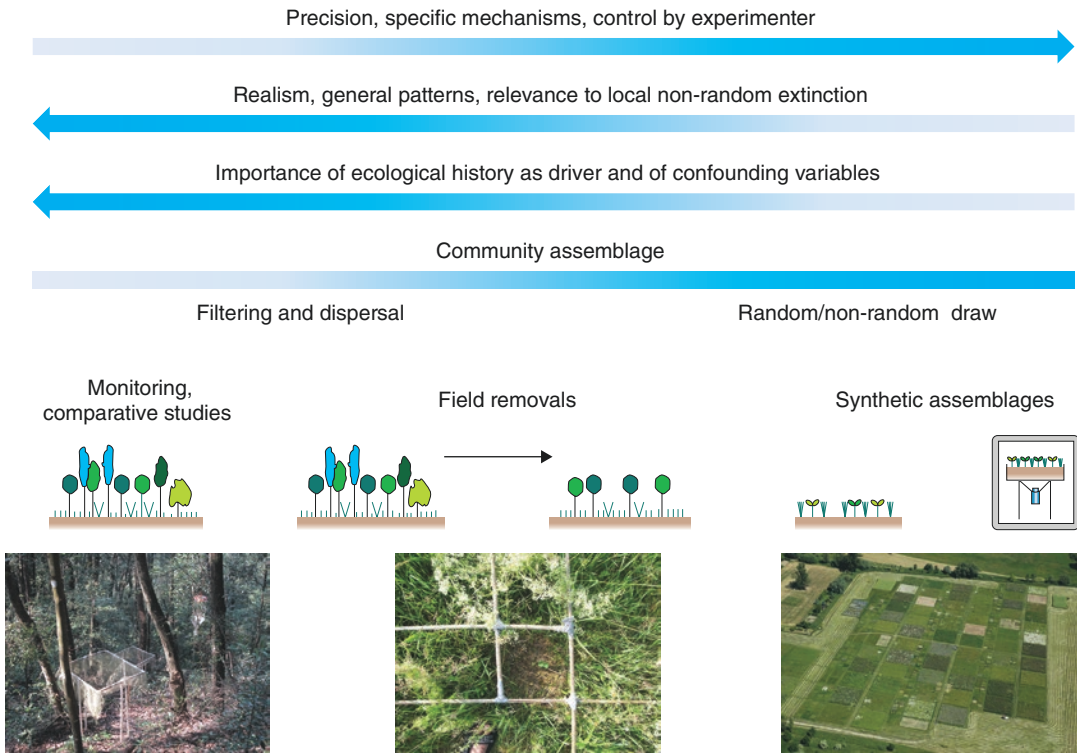 Precision, specific mechanisms, control by experimenter
Realism, general patterns, relevance to local non-random extinction
Importance of ecological history as driver and of confounding variables
Community assemblage
Filtering and dispersal
Random/non-random draw
Monitoring,
comparative studies
Field removals
Synthetic assemblages